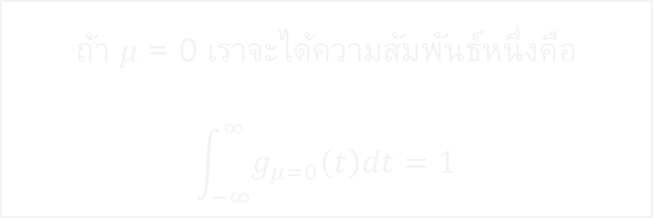 ถ้า 𝜇 = 0 เราจะได้ความสัมพันธ์หนึ่งคือ
∫_{−∞}^{∞} g_{𝜇=0}(t)dt = 1